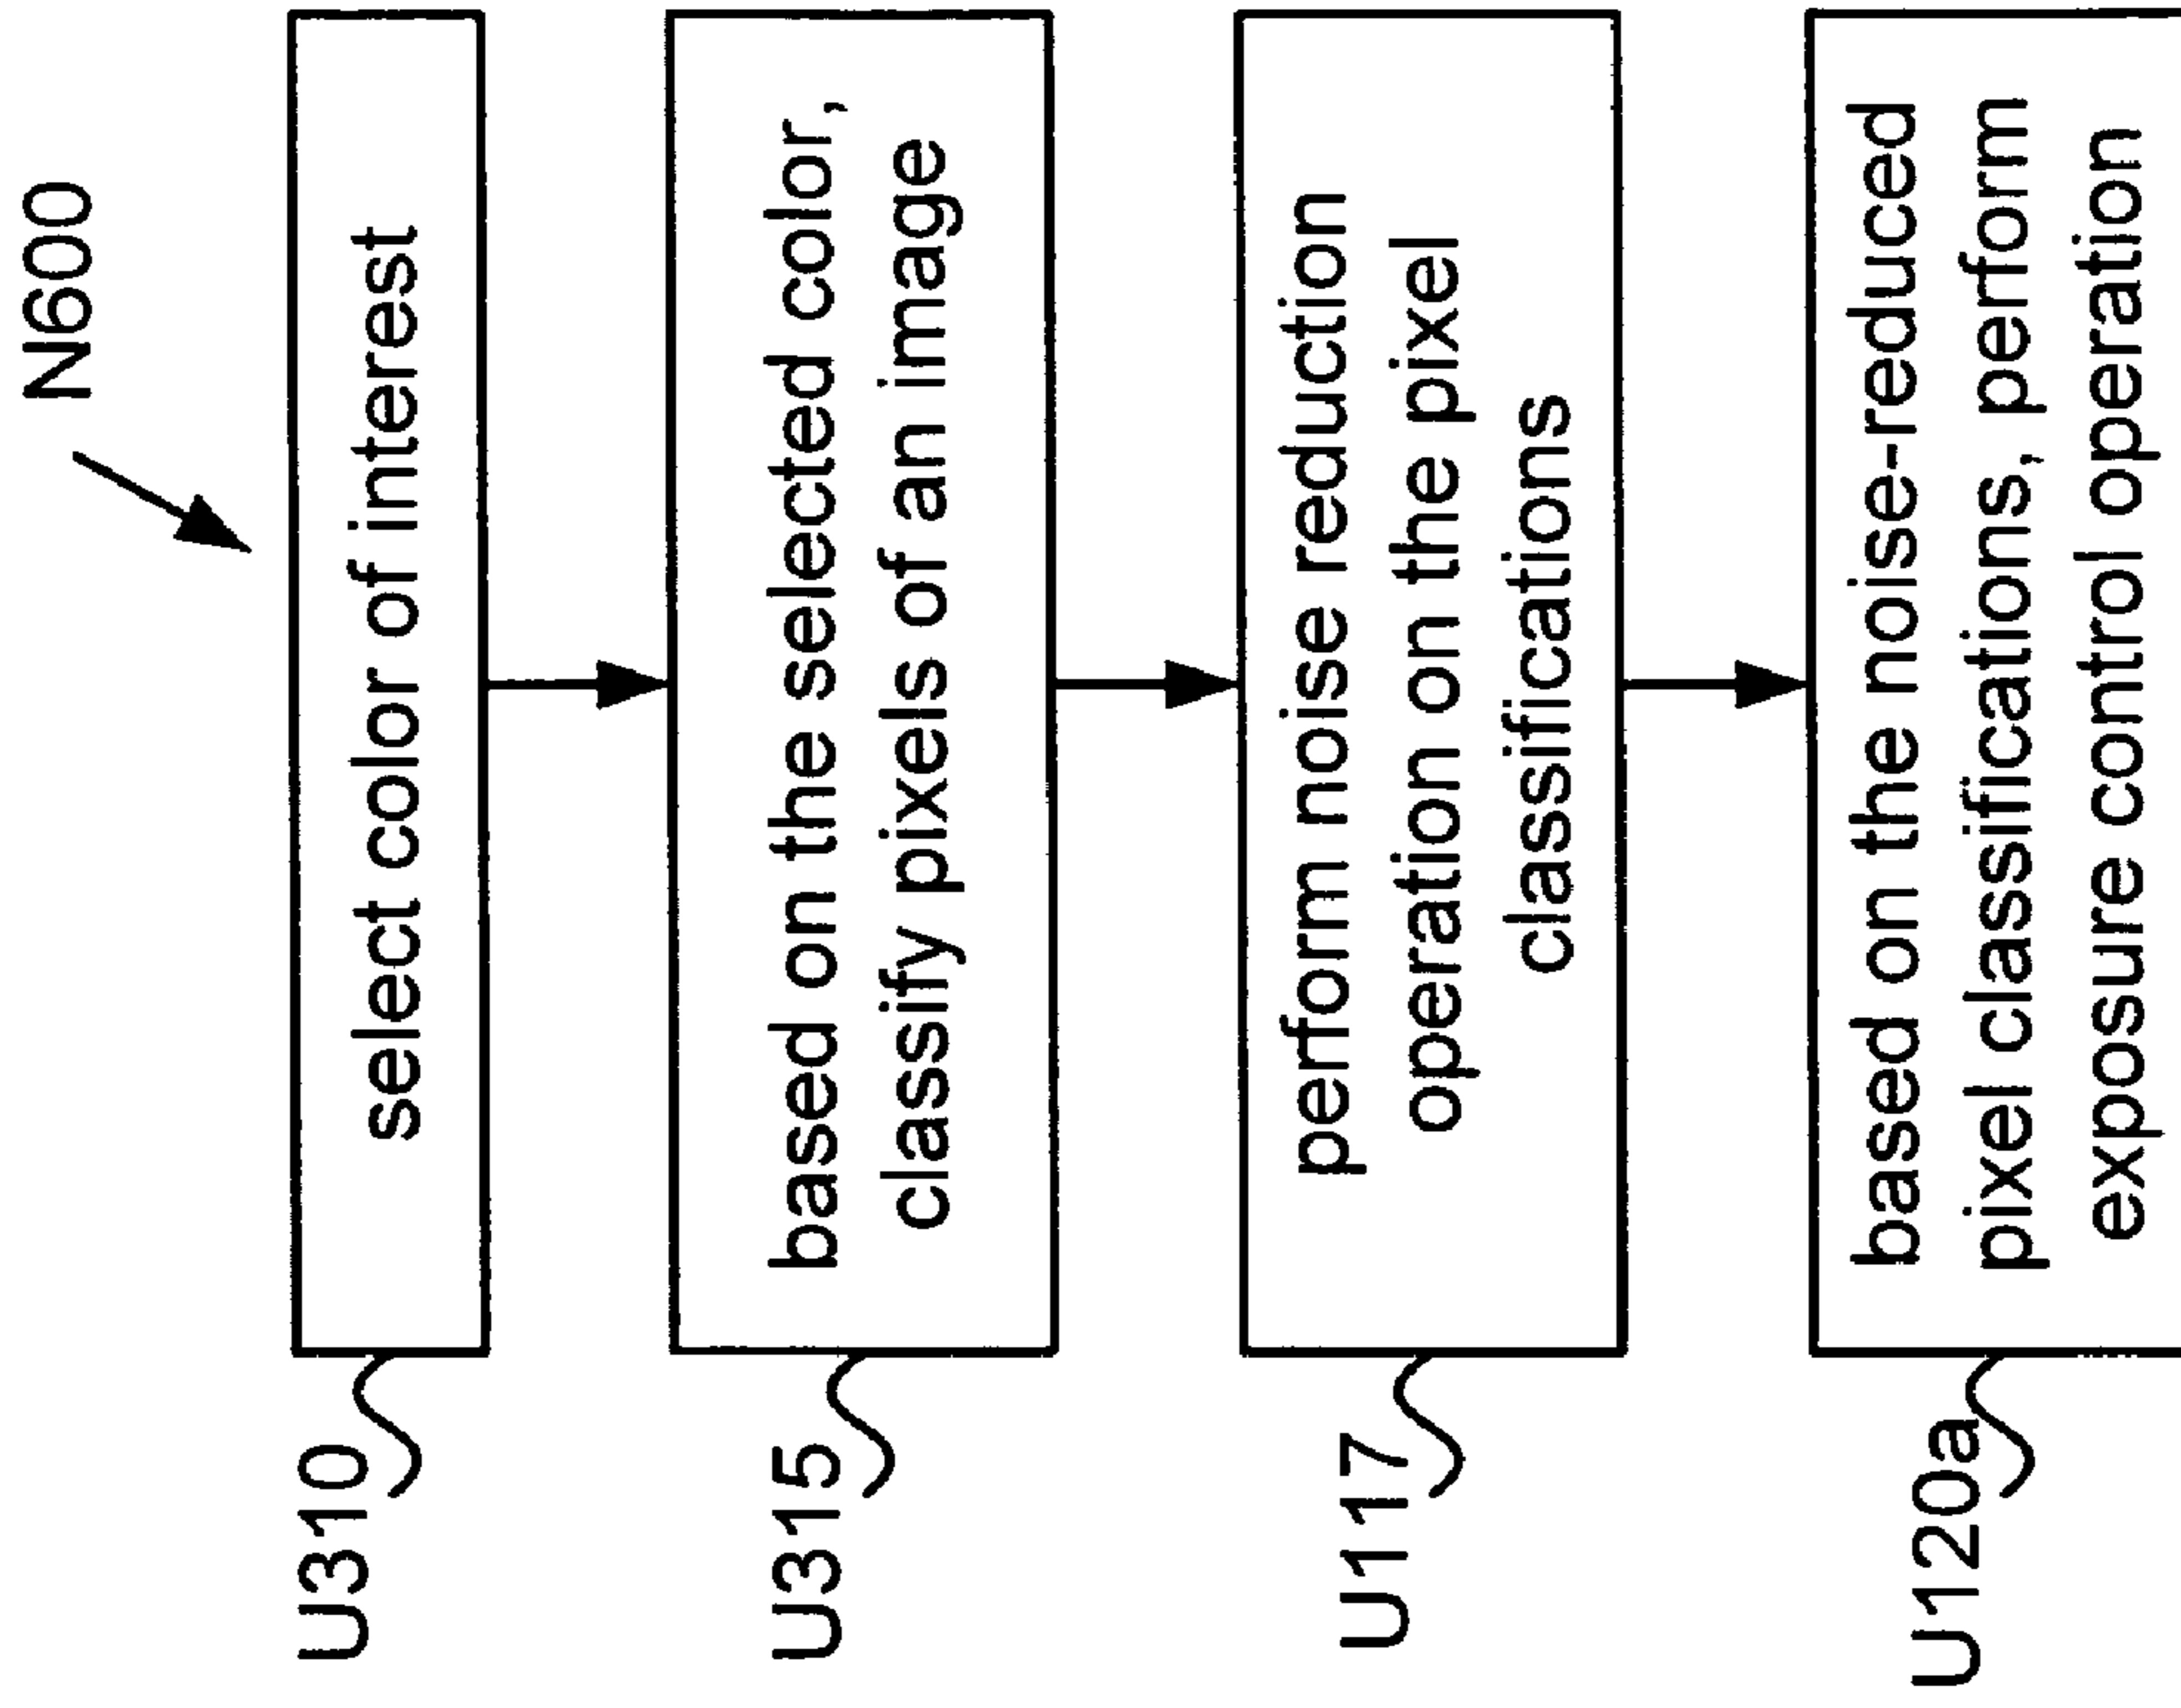 N600
U310
select color of interest
U315
based on the selected color,
classify pixels of an image
U117
perform noise reduction
operation on the pixel
classifications
U120a
based on the noise-reduced
pixel classifications, perform
exposure control operation